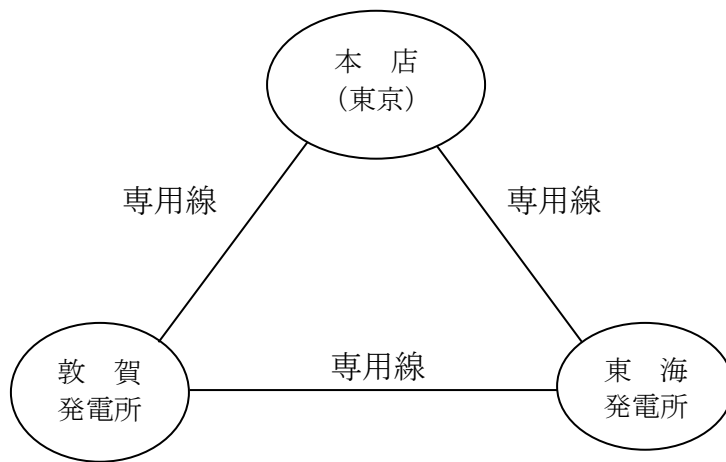 本　店
（東京）
専用線
専用線
敦　賀
発電所
専用線
東　海
発電所